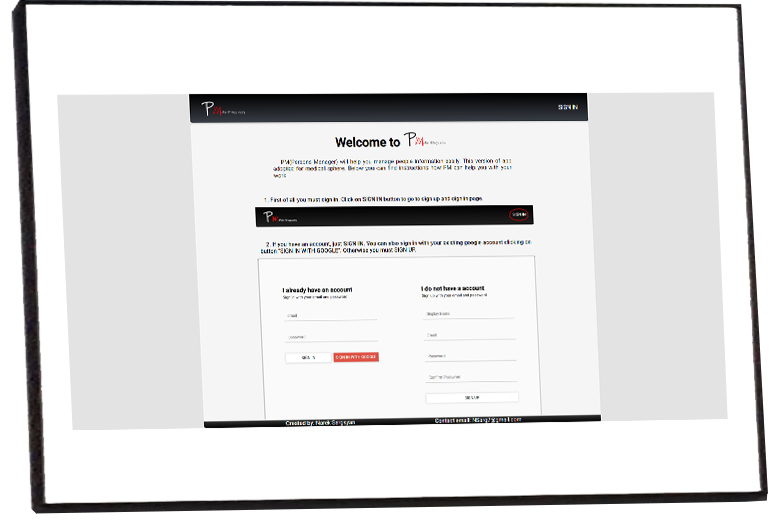 SIGN IN
Welcome to PM
PM(Persons Manager) will help you manage people information easily. This version of app
adopted for medical sphere. Below you can find instructions how PM can help you with your
work
1. First of all you must sign in. Click on SIGN IN button to go to sign up and sign in page.
SIGN IN
2. If you have an account, just SIGN IN. You can also sign in with your existing google account clicking on
button "SIGN IN WITH GOOGLE". Otherwise you must SIGN UP.
I already have an account
Sign in with your email and password
Email
Password
SIGN IN
SIGN IN WITH GOOGLE
I do not have a account
Sign up with your email and password
Display Name
Email
Password
Confirm Password
SIGN UP
Created by: Narek Sargsyan
Contact email: NSarg7@gmail.com